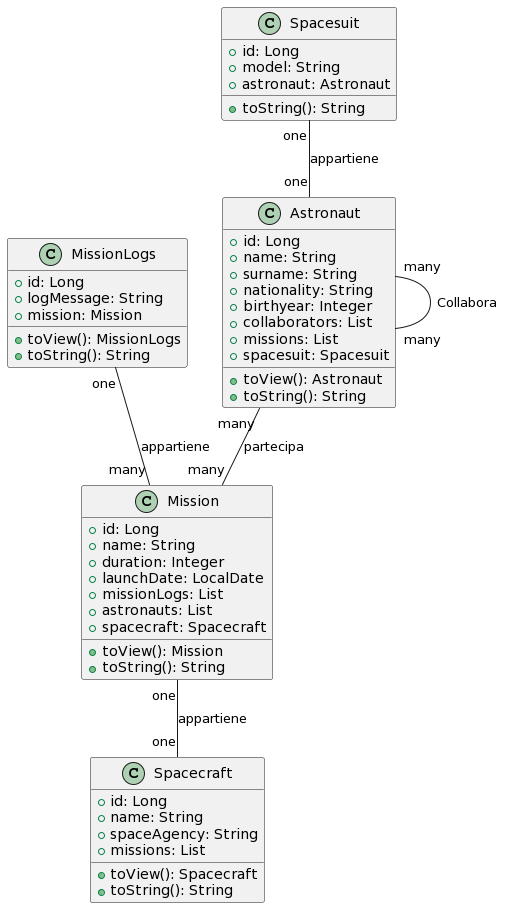 C Spacesuit
id: Long
model: String
astronaut: Astronaut
toString(): String
one
appartiene
one
C Astronaut
id: Long
name: String
surname: String
nationality: String
birthyear: Integer
collaborators: List
missions: List
spacesuit: Spacesuit
toView(): Astronaut
toString(): String
many
Collabora
many
C MissionLogs
id: Long
logMessage: String
mission: Mission
toView(): MissionLogs
toString(): String
one
appartiene
many
many
partecipa
many
C Mission
id: Long
name: String
duration: Integer
launchDate: LocalDate
missionLogs: List
astronauts: List
spacecraft: Spacecraft
toView(): Mission
toString(): String
one
appartiene
one
C Spacecraft
id: Long
name: String
spaceAgency: String
missions: List
toView(): Spacecraft
toString(): String